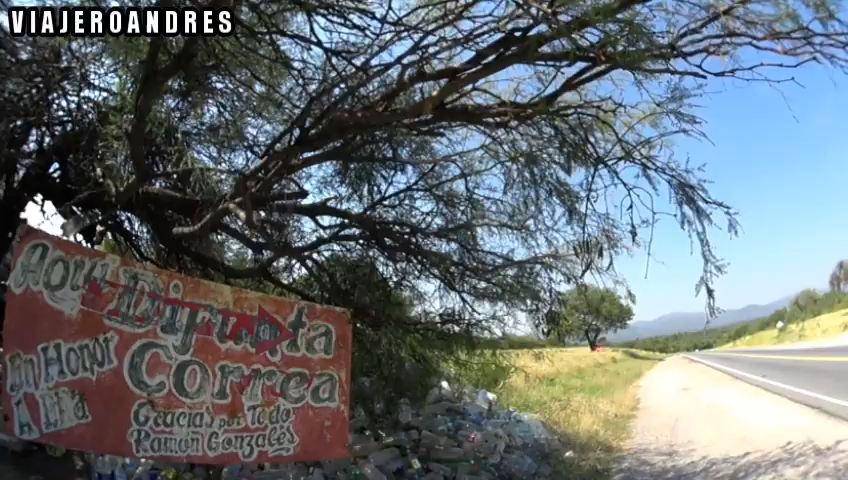 VIAJEROANDRES
Aqui Difunta
En Honor
A Ella
Correa
Gracias por Todo
Ramon Gonzales